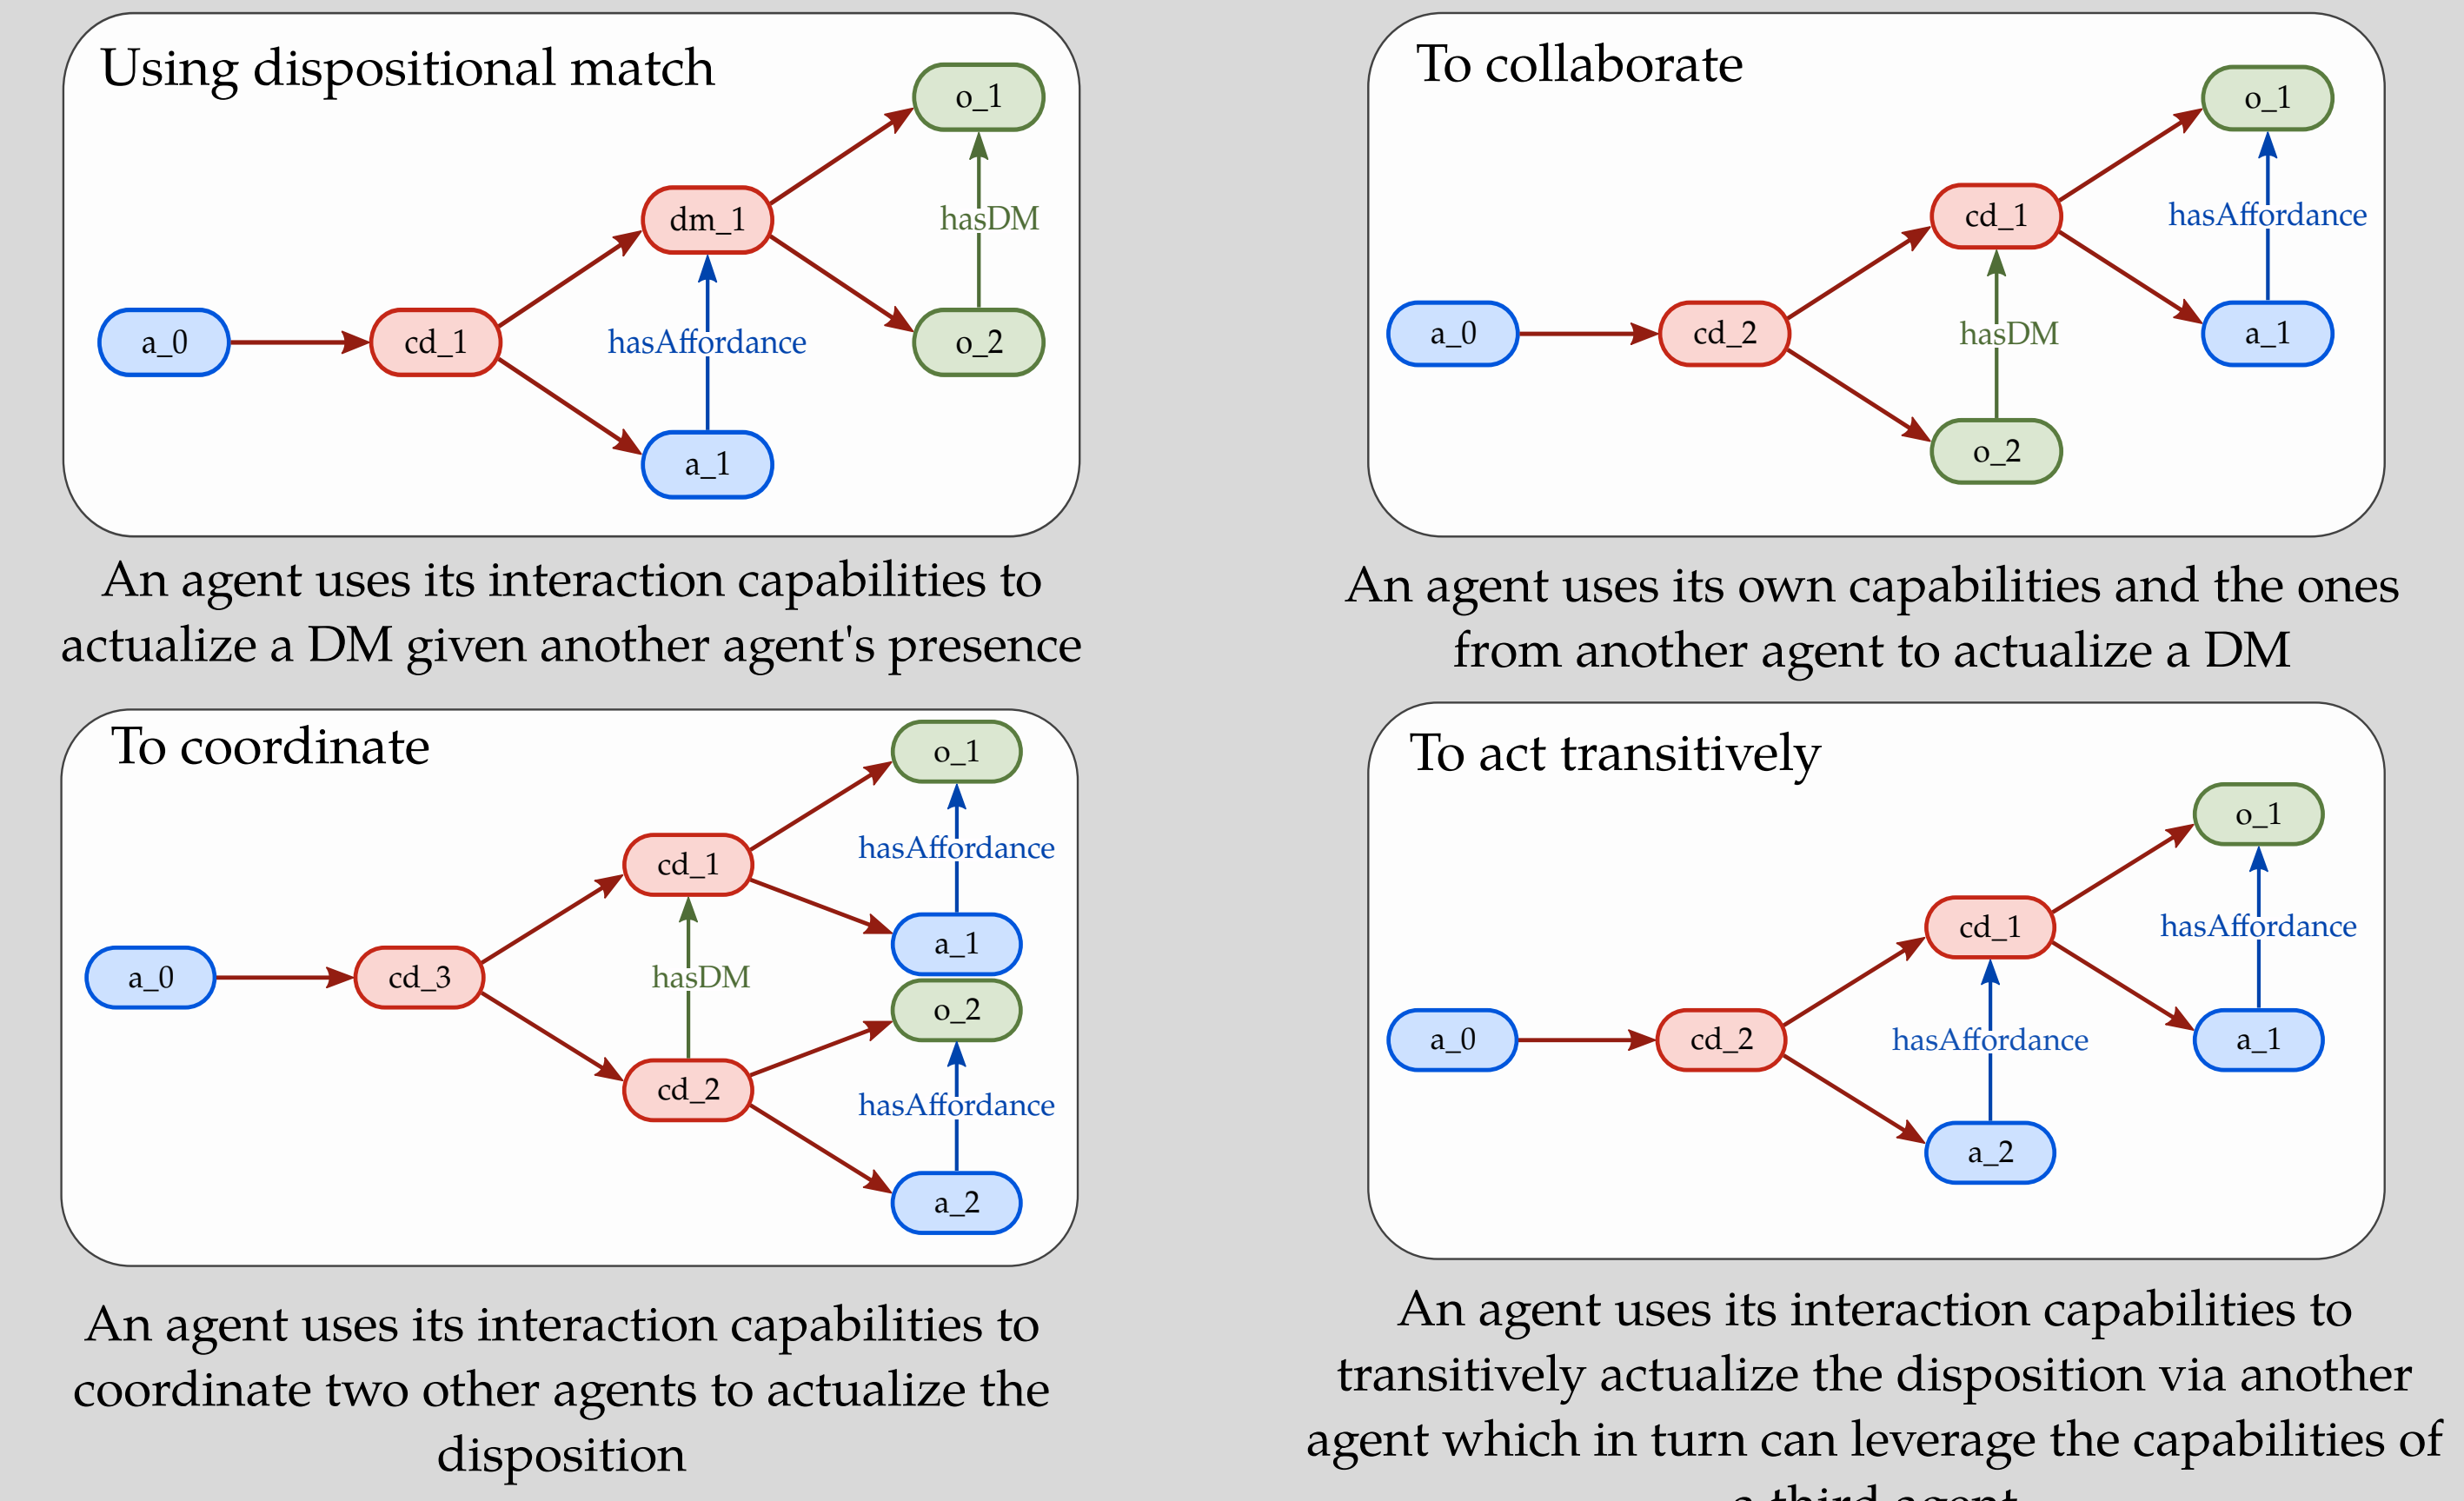 Using dispositional match
o_1
hasDM
dm_1
a_0
cd_1
hasAffordance
o_2
a_1
An agent uses its interaction capabilities to
actualize a DM given another agent's presence
To collaborate
o_1
cd_1
hasAffordance
a_0
cd_2
hasDM
a_1
o_2
An agent uses its own capabilities and the ones
from another agent to actualize a DM
To coordinate
o_1
hasAffordance
cd_1
a_1
a_0
cd_3
hasDM
o_2
cd_2
hasAffordance
a_2
An agent uses its interaction capabilities to
coordinate two other agents to actualize the
disposition
To act transitively
o_1
cd_1
hasAffordance
a_0
cd_2
hasAffordance
a_1
a_2
An agent uses its interaction capabilities to
transitively actualize the disposition via another
agent which in turn can leverage the capabilities of
a third agent